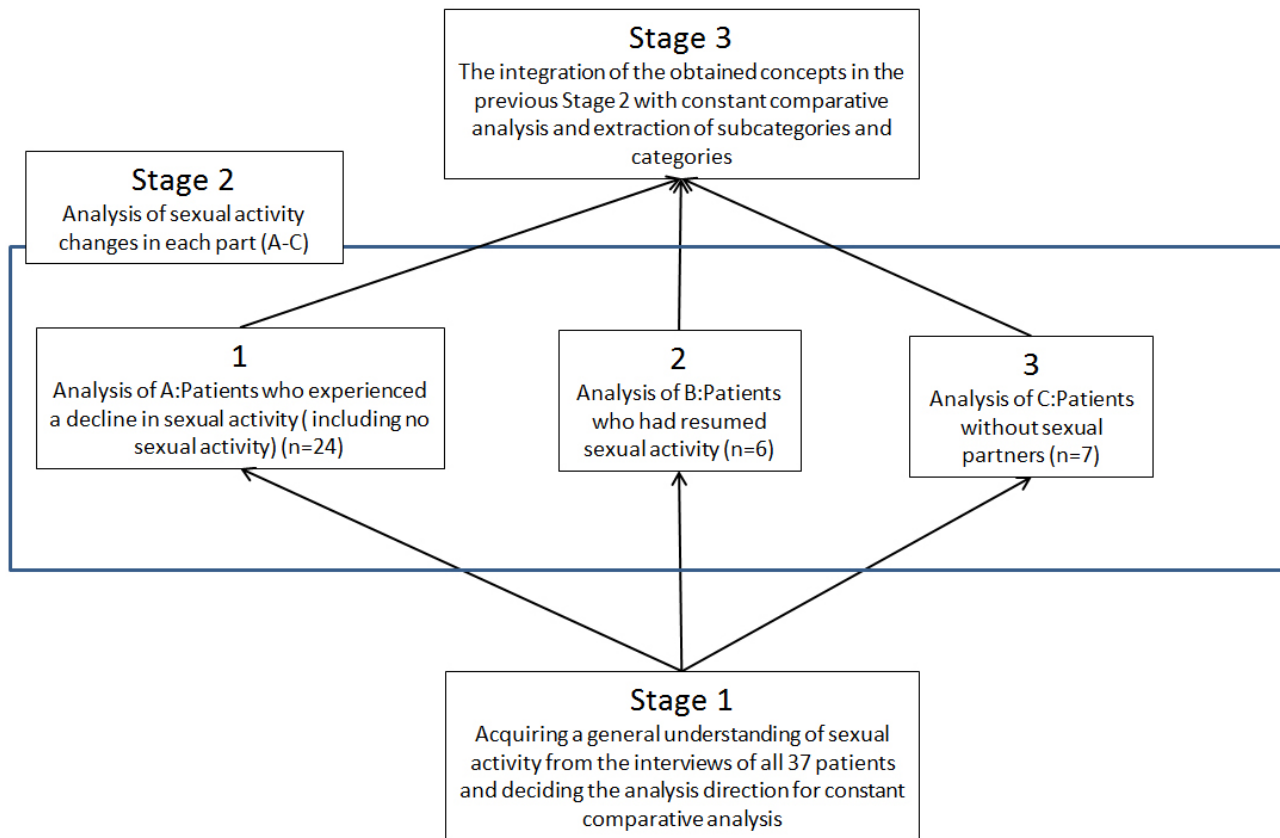 Stage 3
The integration of the obtained concepts in the
previous Stage 2 with constant comparative
analysis and extraction of subcategories and
categories
Stage 2
Analysis of sexual activity
changes in each part (A-C)
1
Analysis of A:Patients who experienced
a decline in sexual activity ( including no
sexual activity) (n=24)
2
Analysis of B:Patients
who had resumed
sexual activity (n=6)
3
Analysis of C:Patients
without sexual
partners (n=7)
Stage 1
Acquiring a general understanding of sexual
activity from the interviews of all 37 patients
and deciding the analysis direction for constant
comparative analysis